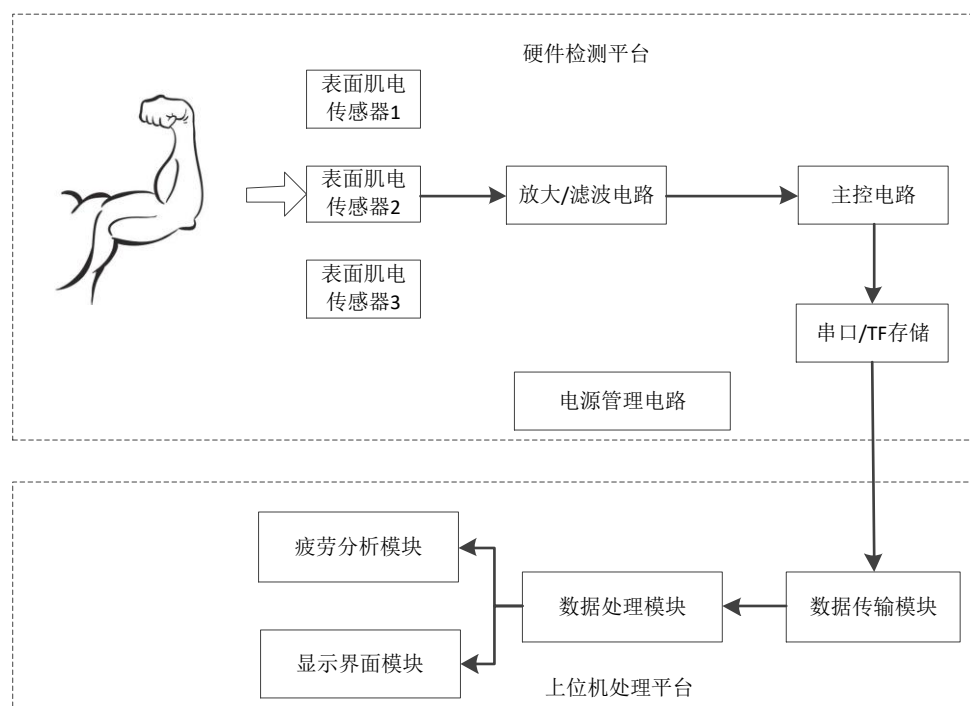 硬件检测平台
表面肌电
传感器1
表面肌电
传感器2
放大/滤波电路
主控电路
表面肌电
传感器3
串口/TF存储
电源管理电路
疲劳分析模块
数据处理模块
数据传输模块
显示界面模块
上位机处理平台